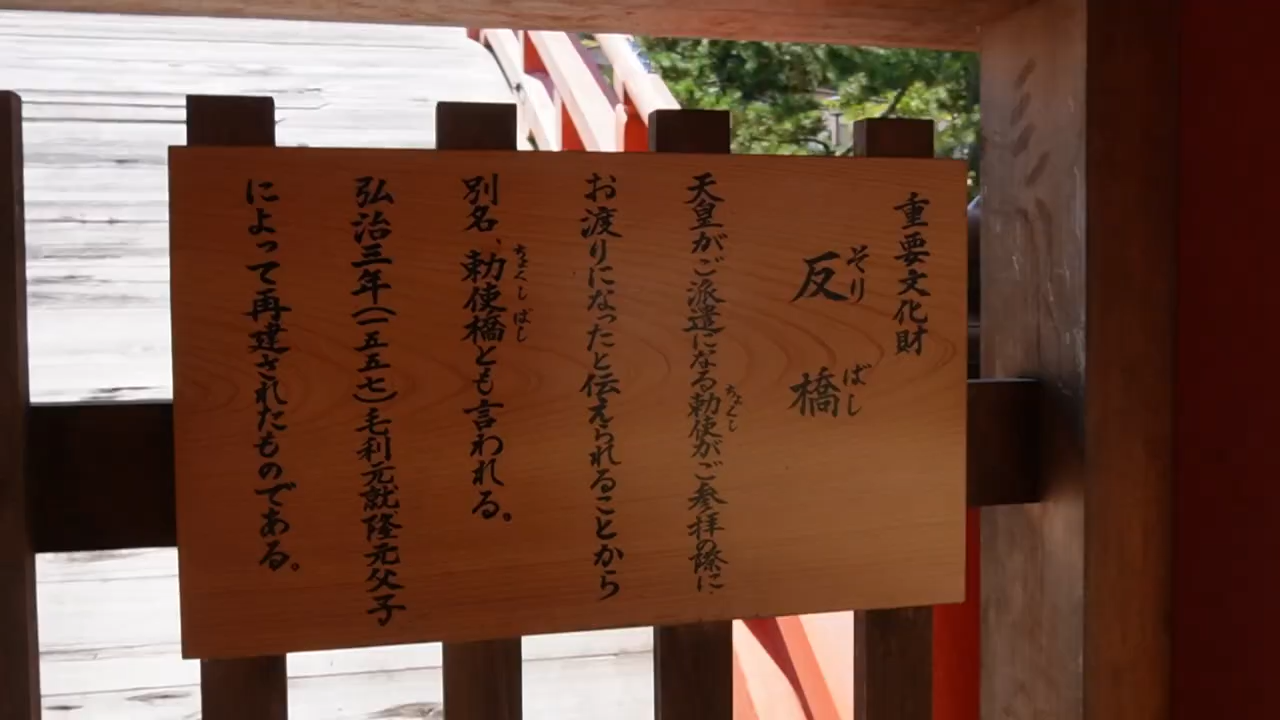 重要文化財
反橋
そりばし
天皇がご派遣になる勅使がご参拝の際に
ちょくし
お渡りになったと伝えられることから
別名、勅使橋とも言われる。
ちょくしばし
弘治三年(一五五七)毛利元就隆元父子
によって再建されたものである。